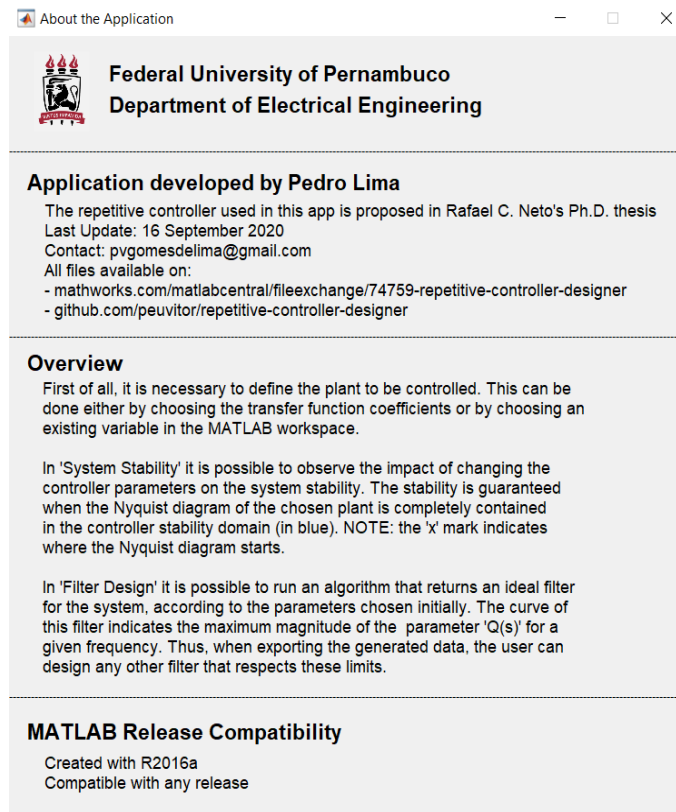 About the Application
Federal University of Pernambuco
Department of Electrical Engineering
Application developed by Pedro Lima
The repetitive controller used in this app is proposed in Rafael C. Neto's Ph.D. thesis
Last Update: 16 September 2020
Contact: pvgomesdelima@gmail.com
All files available on:
- mathworks.com/matlabcentral/fileexchange/74759-repetitive-controller-designer
- github.com/peuvitor/repetitive-controller-designer
Overview
First of all, it is necessary to define the plant to be controlled. This can be
done either by choosing the transfer function coefficients or by choosing an
existing variable in the MATLAB workspace.
In 'System Stability' it is possible to observe the impact of changing the
controller parameters on the system stability. The stability is guaranteed
when the Nyquist diagram of the chosen plant is completely contained
in the controller stability domain (in blue). NOTE: the 'x' mark indicates
where the Nyquist diagram starts.
In 'Filter Design' it is possible to run an algorithm that returns an ideal filter
for the system, according to the parameters chosen initially. The curve of
this filter indicates the maximum magnitude of the  parameter 'Q(s)' for a
given frequency. Thus, when exporting the generated data, the user can
design any other filter that respects these limits.
MATLAB Release Compatibility
Created with R2016a
Compatible with any release